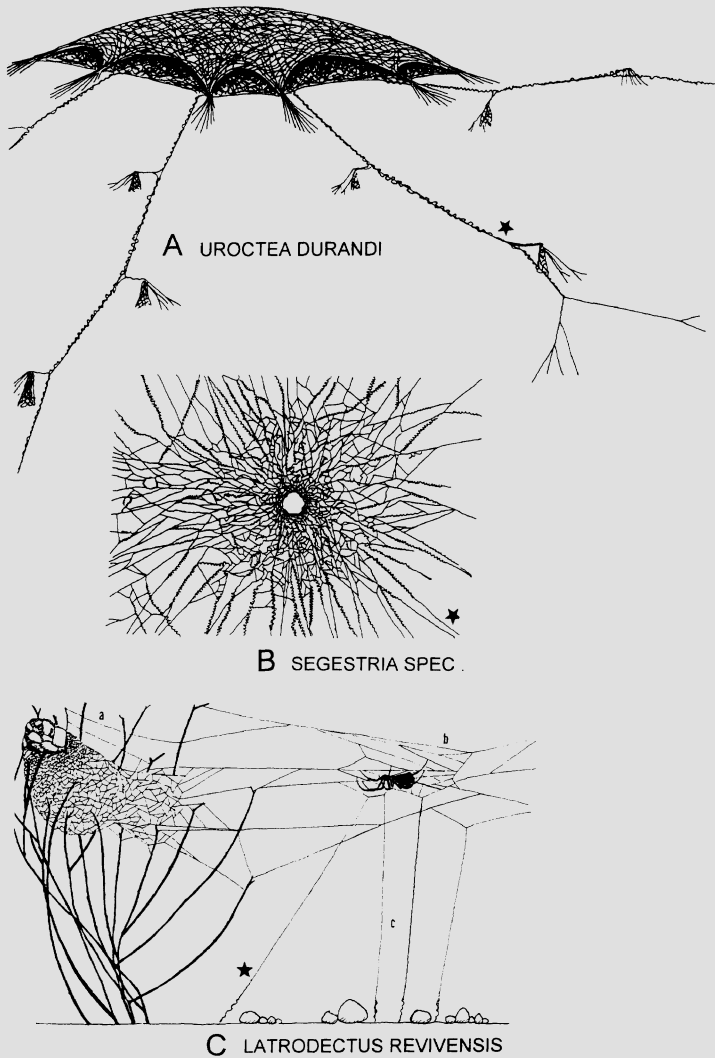 A UROCTEA DURANDI
B SEGESTRIA SPEC.
a
b
c
C LATRODECTUS REVIVENSIS